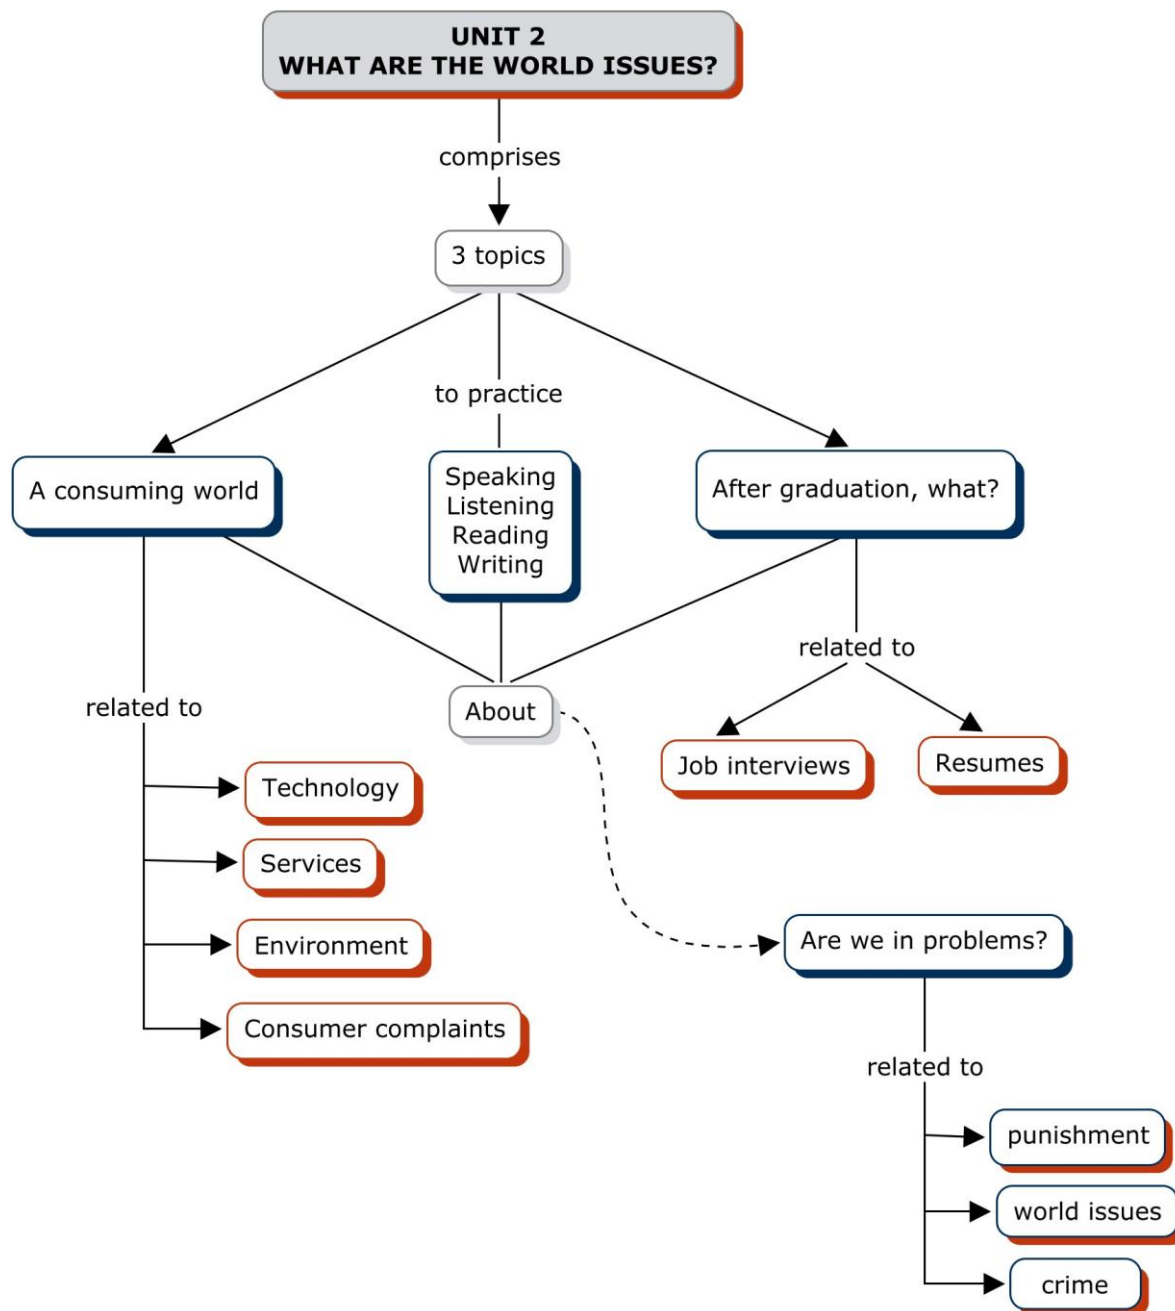 UNIT 2
WHAT ARE THE WORLD ISSUES?
comprises
3 topics
to practice
A consuming world
Speaking
Listening
Reading
Writing
After graduation, what?
related to
About
related to
Job interviews
Resumes
Technology
Services
Environment
Consumer complaints
Are we in problems?
related to
punishment
world issues
crime